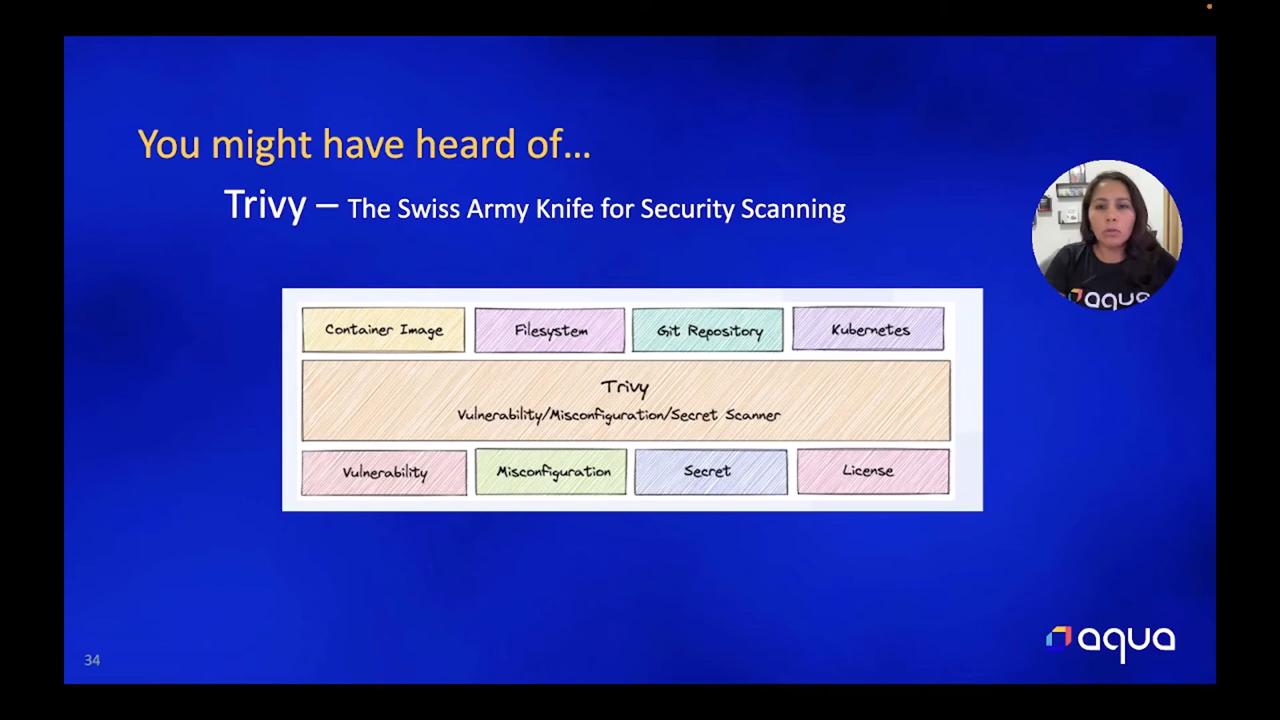 You might have heard of...
Trivy – The Swiss Army Knife for Security Scanning
Container Image
Filesystem
Git Repository
Kubernetes
Trivy
Vulnerability/Misconfiguration/Secret Scanner
Vulnerability
Misconfiguration
Secret
License
aqua
34
aqua